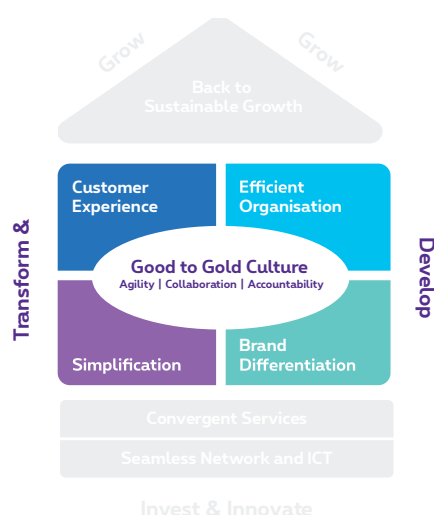 Grow
Grow
Back to
Sustainable Growth
Customer
Experience
Efficient
Organisation
Transform &
Develop
Good to Gold Culture
Agility | Collaboration | Accountability
Simplification
Brand
Differentiation
Convergent Services
Seamless Network and ICT
Invest & Innovate